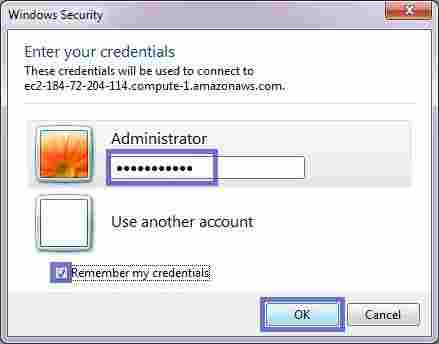 Windows Security
Enter your credentials
These credentials will be used to connect to
ec2-184-72-204-114.compute-1.amazonaws.com.
Administrator
•••••••••••
Use another account
Remember my credentials
OK
Cancel